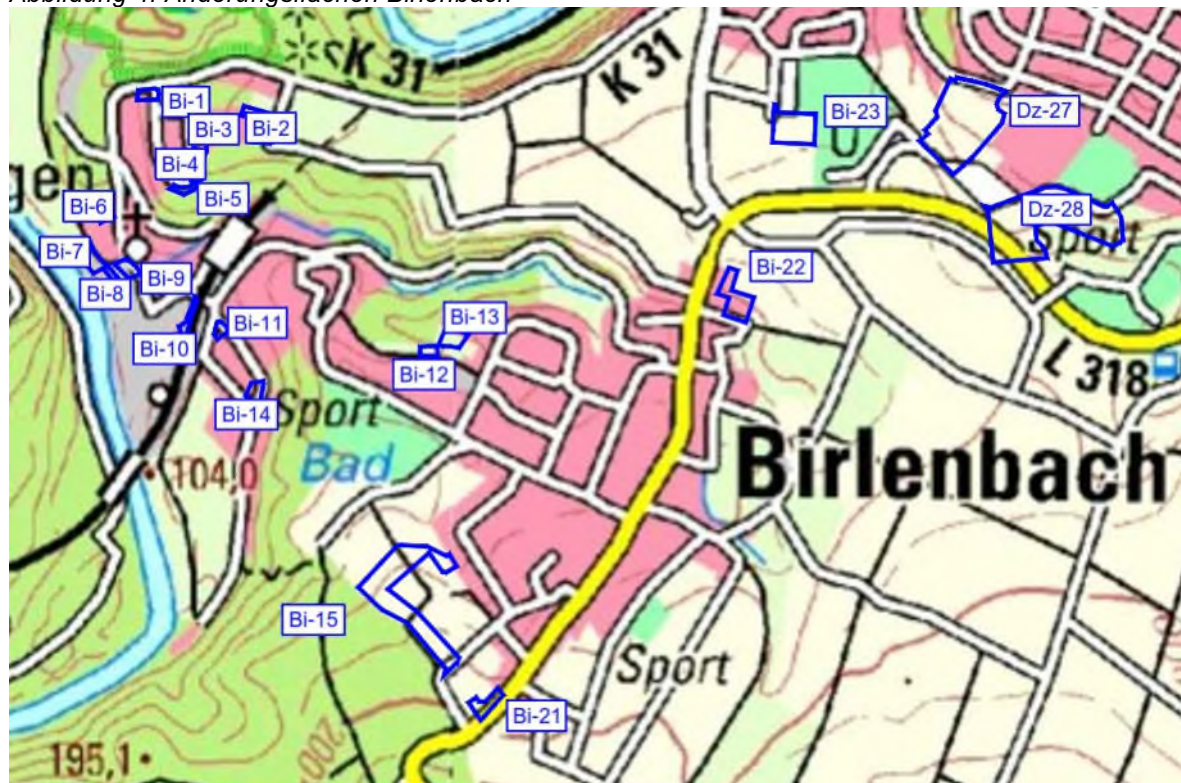 Abbildung 4: Änderungsflächen Birlenbach
K 31
K 31
Bi-1
Bi-3
Bi-2
Bi-23
Dz-27
Bi-4
gen
Bi-5
Bi-6
Dz-28
Sport
Bi-7
Bi-9
Bi-8
Bi-22
Bi-11
Bi-13
Bi-10
Bi-12
L 318
Bi-14
Sport
Bad
Birlenbach
104,0
Bi-15
Sport
Bi-21
200
195,1